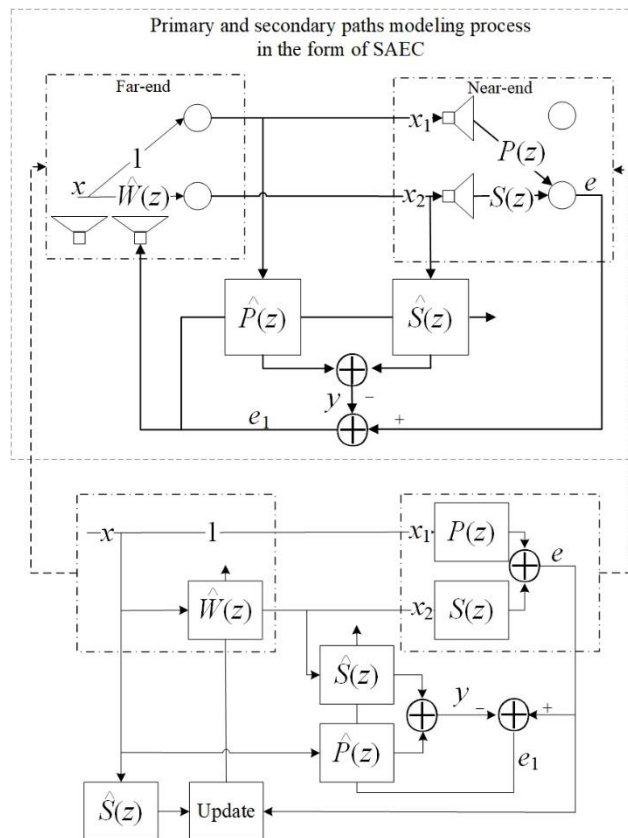 Primary and secondary paths modeling process
in the form of SAEC
Far-end
Near-end
x
1
Ŵ(z)
x₁
x₂
P(z)
S(z)
e
P̂(z)
Ŝ(z)
y
-
e₁
+
x
1
x₁
P(z)
e
Ŵ(z)
x₂
S(z)
Ŝ(z)
y
-
+
P̂(z)
e₁
Ŝ(z)
Update